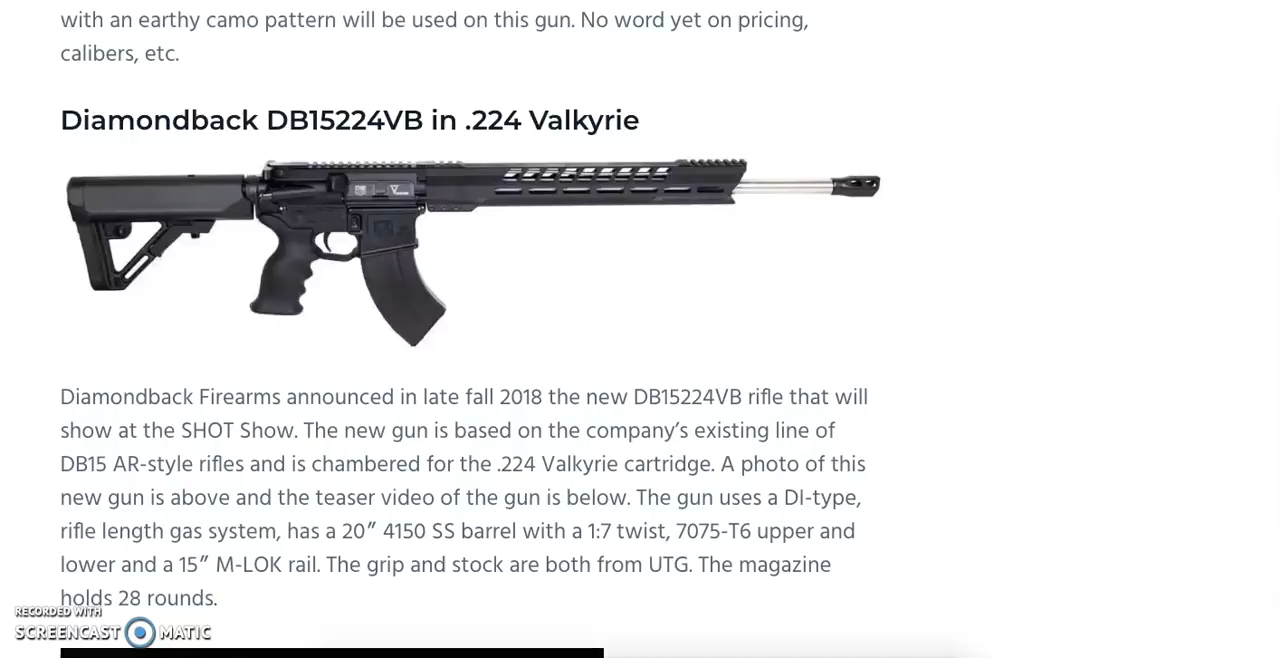 with an earthy camo pattern will be used on this gun. No word yet on pricing,
calibers, etc.
Diamondback DB15224VB in .224 Valkyrie
Diamondback Firearms announced in late fall 2018 the new DB15224VB rifle that will
show at the SHOT Show. The new gun is based on the company’s existing line of
DB15 AR-style rifles and is chambered for the .224 Valkyrie cartridge. A photo of this
new gun is above and the teaser video of the gun is below. The gun uses a DI-type,
rifle length gas system, has a 20″ 4150 SS barrel with a 1:7 twist, 7075-T6 upper and
lower and a 15″ M-LOK rail. The grip and stock are both from UTG. The magazine
holds 28 rounds.
RECORDED WITH
SCREENCAST MATIC